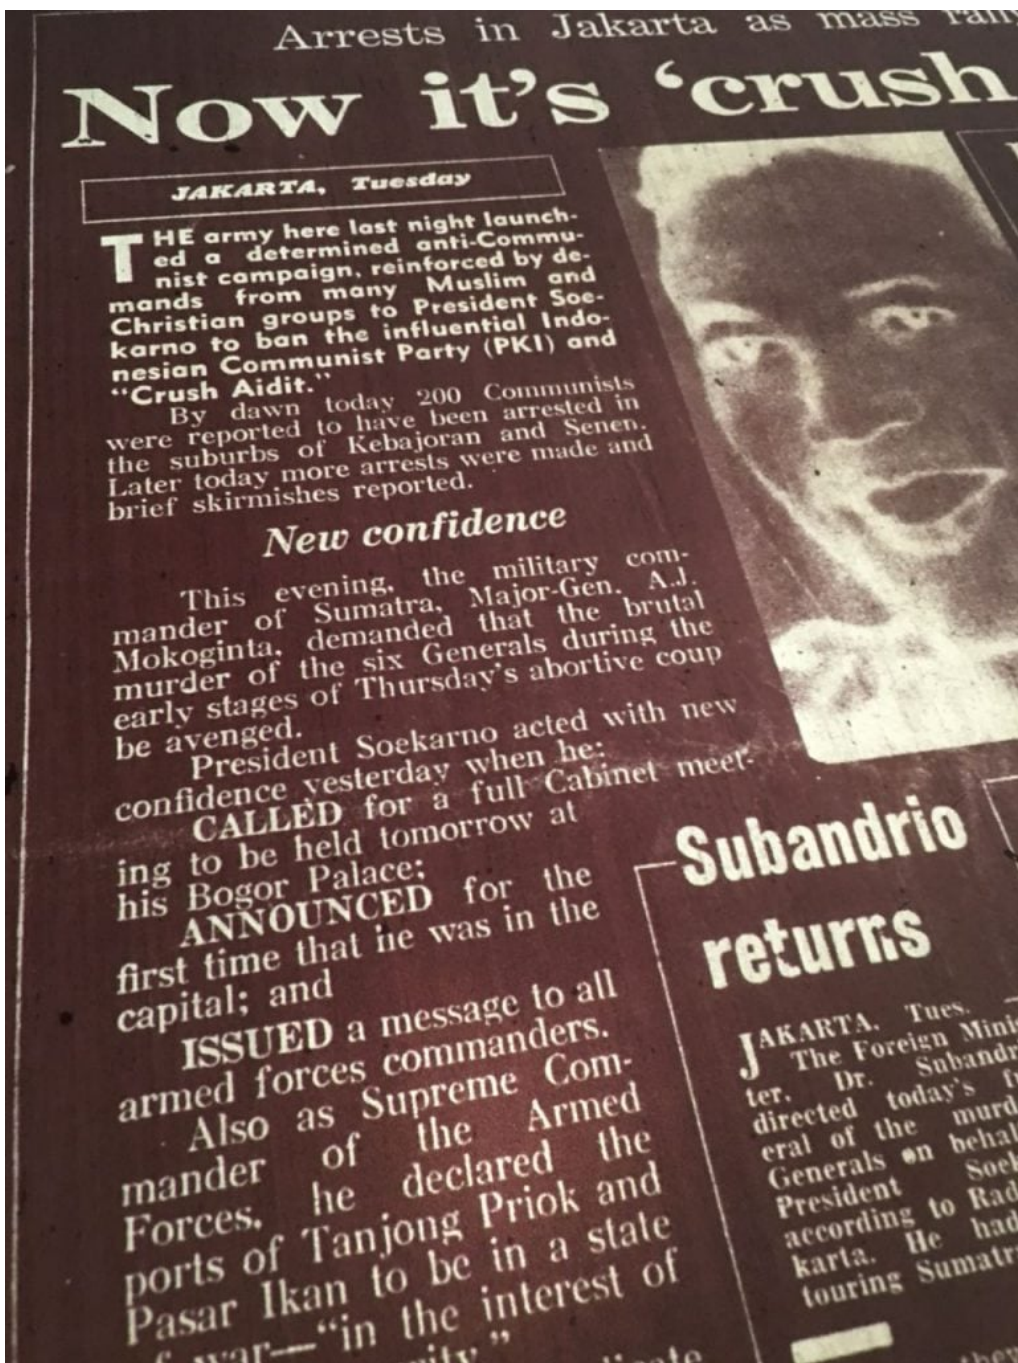 Arrests in Jakarta as mass
Now it's ‘crush
JAKARTA, Tuesday
THE army here last night launch-
ed a determined anti-Commu-
nist campaign, reinforced by de-
mands from many Muslim and
Christian groups to President Soe-
karno to ban the influential Indo-
nesian Communist Party (PKI) and
“Crush Aidit.”
By dawn today 200 Communists
were reported to have been arrested in
the suburbs of Kebajoran and Senen.
Later today more arrests were made and
brief skirmishes reported.
New confidence
This evening, the military com-
mander of Sumatra, Major-Gen. A.J.
Mokoginta, demanded that the brutal
murder of the six Generals during the
early stages of Thursday's abortive coup
be avenged.
President Soekarno acted with new
confidence yesterday when he:
CALLED for a full Cabinet meet-
ing to be held tomorrow at
his Bogor Palace;
ANNOUNCED for the
first time that he was in the
capital; and
ISSUED a message to all
armed forces commanders.
Also as Supreme Com-
mander of the Armed
Forces, he declared the
ports of Tanjong Priok and
Pasar Ikan to be in a state
of war—“in the interest of
Subandrio
returns
JAKARTA, Tues.
The Foreign Minis
ter, Dr. Subandr
directed today's fu
eral of the murd
Generals on behal
President Soek
according to Rad
karta. He had
touring Sumatra